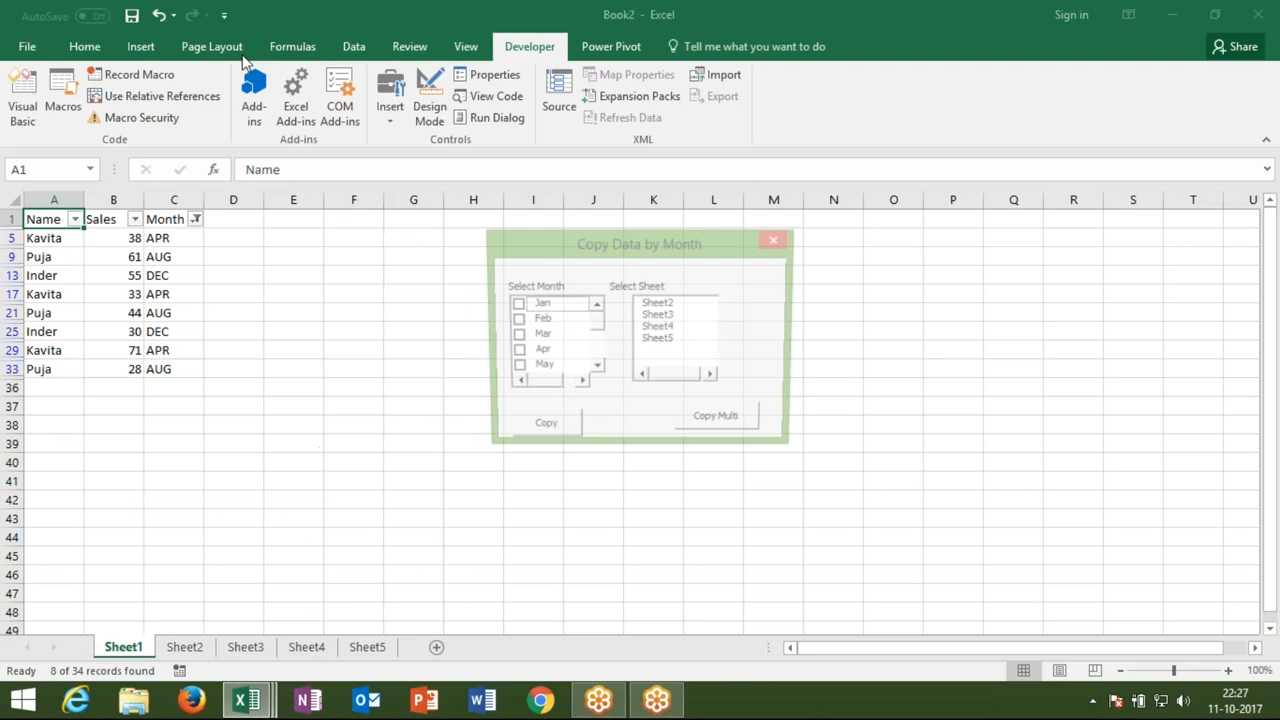 AutoSave Off
Book2 - Excel
Sign in
File Home Insert Page Layout Formulas Data Review View Developer Power Pivot Tell me what you want to do Share
Visual Basic
Macros
Record Macro
Use Relative References
Macro Security
Code
Add-ins
Excel Add-ins
COM Add-ins
Add-ins
Insert
Design Mode
Properties
View Code
Run Dialog
Controls
Source
Map Properties
Expansion Packs
Refresh Data
Import
Export
XML
A1 fx Name
A B C D E F G H I J K L M N O P Q R S T U
1 Name Sales Month
5 Kavita 38 APR
9 Puja 61 AUG
13 Inder 55 DEC
17 Kavita 33 APR
21 Puja 44 AUG
25 Inder 30 DEC
29 Kavita 71 APR
33 Puja 28 AUG
36
37
38
39
40
41
42
43
44
45
46
47
48
49
Copy Data by Month
Select Month
Jan
Feb
Mar
Apr
May
Select Sheet
Sheet2
Sheet3
Sheet4
Sheet5
Copy
Copy Multi
Sheet1 Sheet2 Sheet3 Sheet4 Sheet5
Ready 8 of 34 records found
100%
22:27
11-10-2017